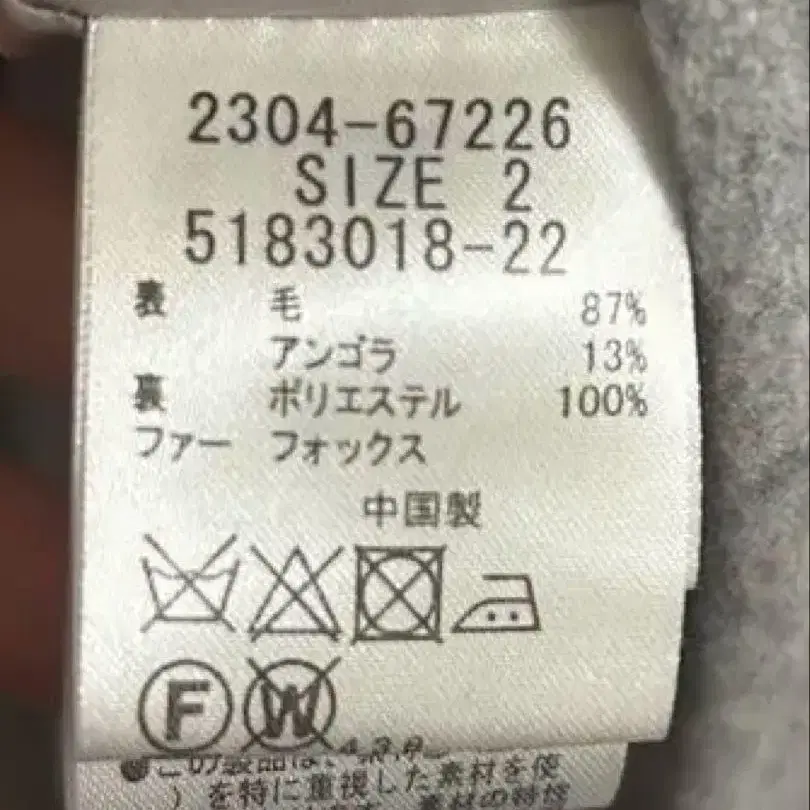 2304-67226
SIZE 2
5183018-22
表 毛 87%
アンゴラ 13%
裏 ポリエステル 100%
ファー フォックス
中国製
F W
を特に重視した素材を使